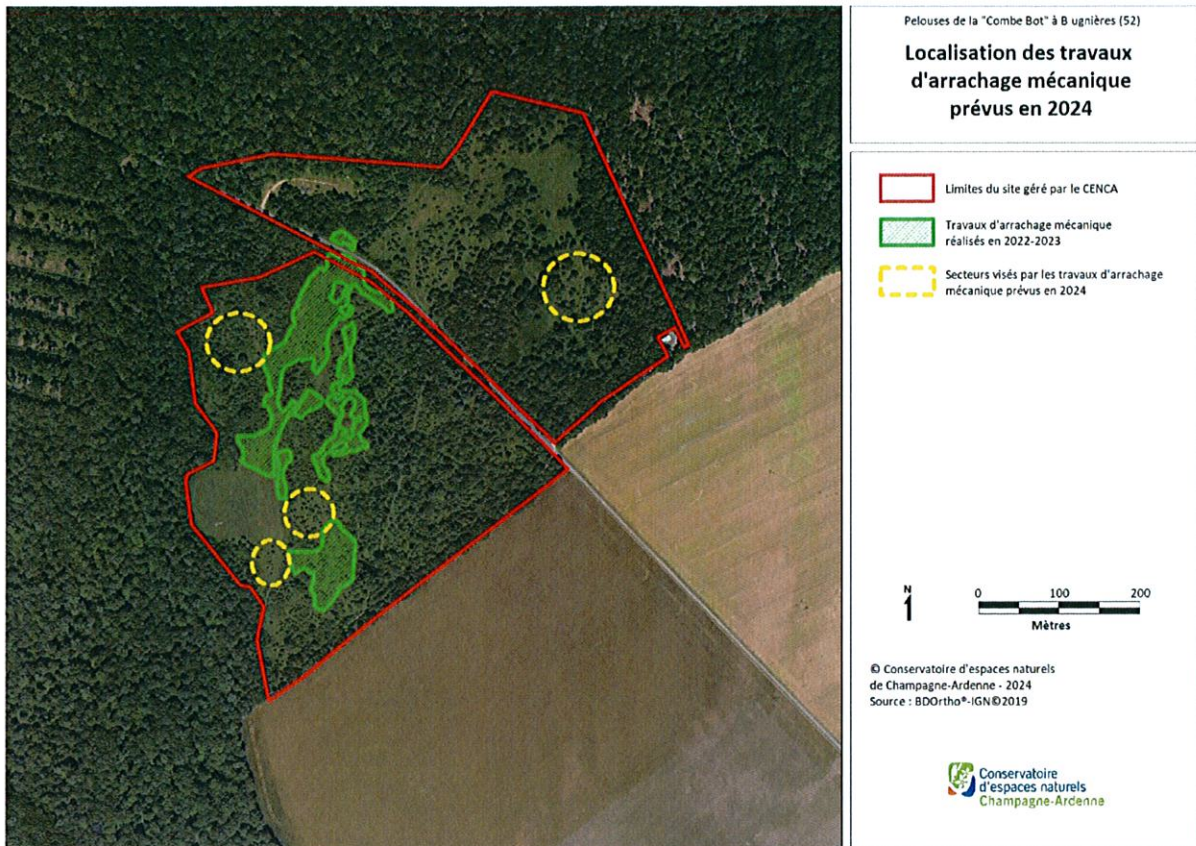 Pelouses de la "Combe Bot" à B ugnières (52)
Localisation des travaux
d'arrachage mécanique
prévus en 2024
Limites du site géré par le CENCA
Travaux d'arrachage mécanique
réalisés en 2022-2023
Secteurs visés par les travaux d'arrachage
mécanique prévus en 2024
N
0 100 200
Mètres
© Conservatoire d'espaces naturels
de Champagne-Ardenne - 2024
Source : BDOrtho®-IGN©2019
Conservatoire
d'espaces naturels
Champagne-Ardenne